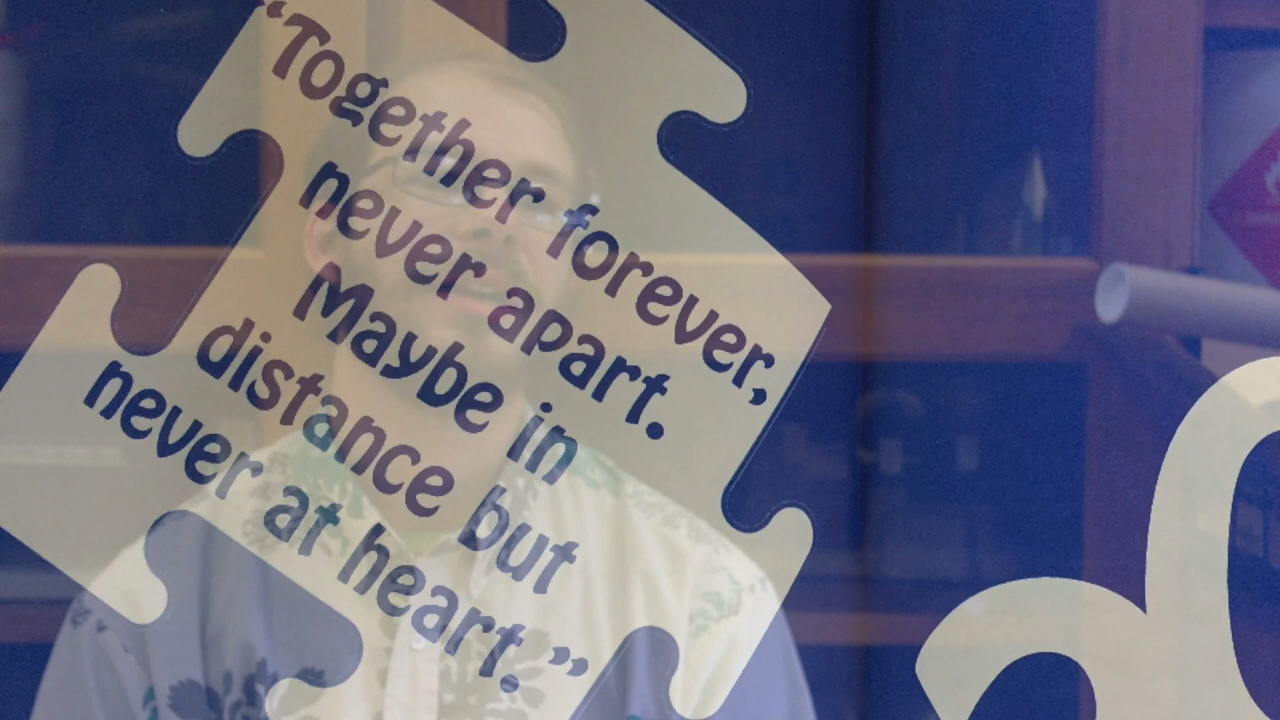 “Together forever,
never apart.
Maybe in
distance but
never at heart.”